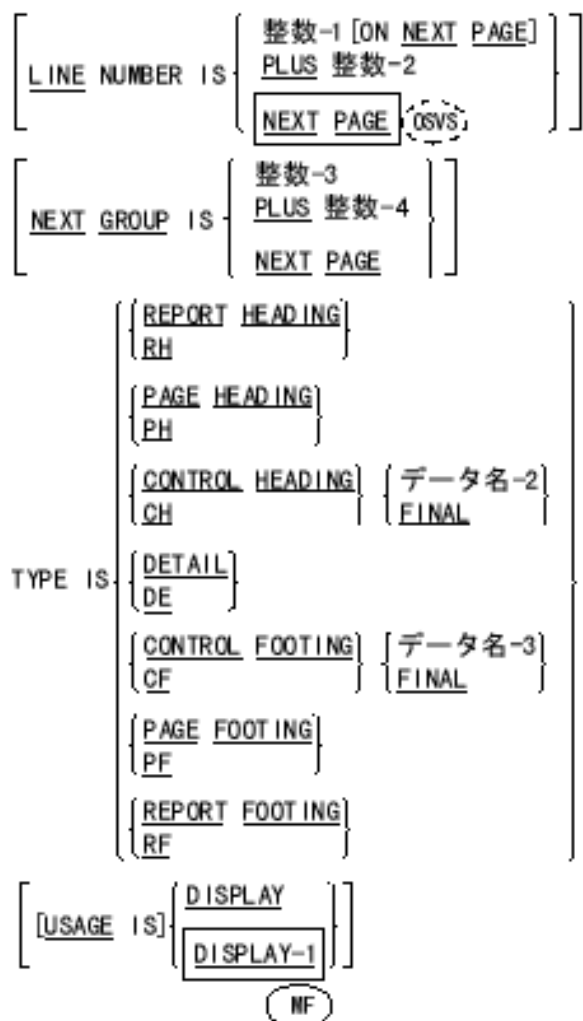 整数-1 [ON NEXT PAGE]
LINE NUMBER IS PLUS 整数-2
NEXT PAGE OSVS
整数-3
NEXT GROUP IS PLUS 整数-4
NEXT PAGE
REPORT HEADING
RH
PAGE HEADING
PH
CONTROL HEADING データ名-2
CH FINAL
TYPE IS DETAIL
DE
CONTROL FOOTING データ名-3
CF FINAL
PAGE FOOTING
PF
REPORT FOOTING
RF
[USAGE IS] DISPLAY
DISPLAY-1
MF